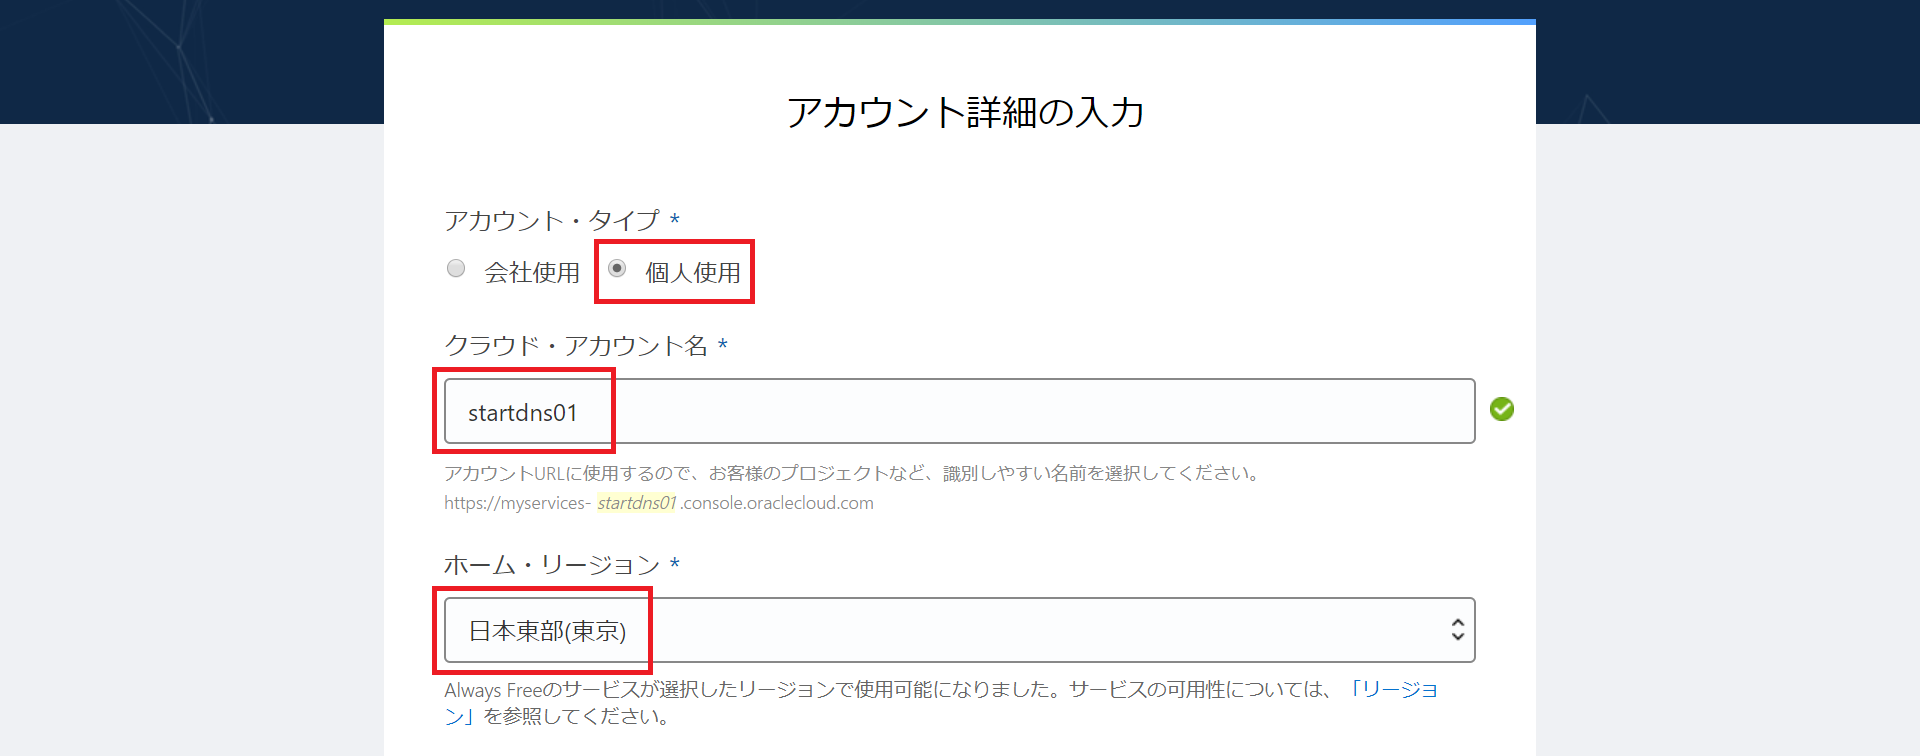 アカウント詳細の入力
アカウント・タイプ *
会社使用 個人使用
クラウド・アカウント名 *
startdns01
アカウントURLに使用するので、お客様のプロジェクトなど、識別しやすい名前を選択してください。
https://myservices- startdns01 .console.oraclecloud.com
ホーム・リージョン *
日本東部(東京)
Always Freeのサービスが選択したリージョンで使用可能になりました。サービスの可用性については、「リージョ
ン」を参照してください。